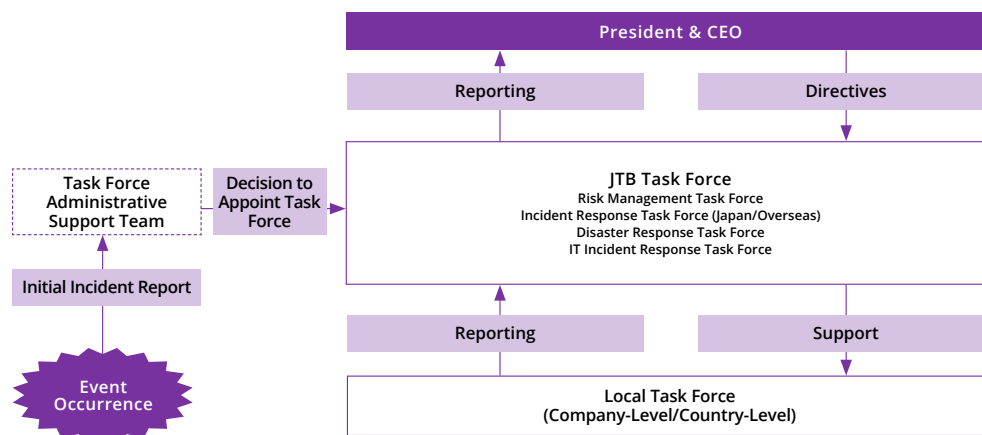 President & CEO
Reporting
Directives
Task Force
Administrative
Support Team
Decision to
Appoint Task
Force
JTB Task Force
Risk Management Task Force
Incident Response Task Force (Japan/Overseas)
Disaster Response Task Force
IT Incident Response Task Force
Initial Incident Report
Reporting
Support
Event
Occurrence
Local Task Force
(Company-Level/Country-Level)